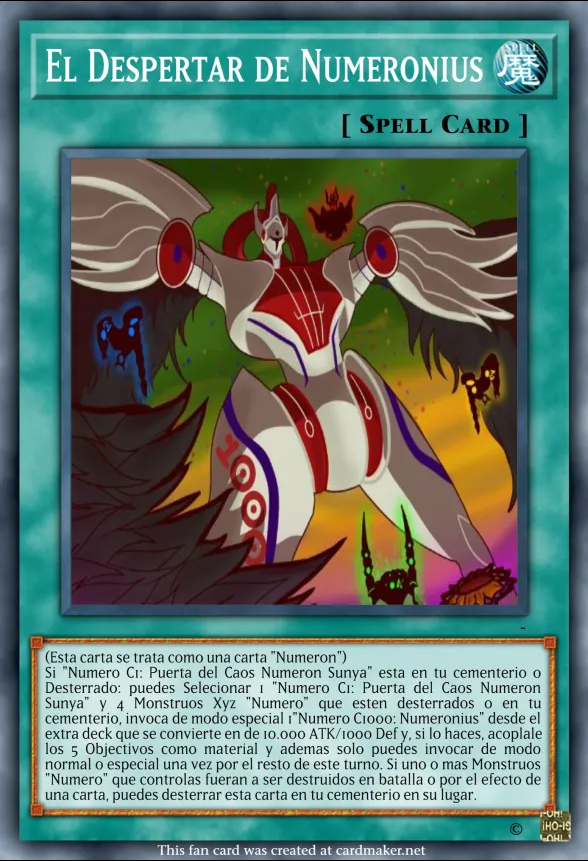 El Despertar de Numeronius
SPELL
魔
[ Spell Card ]
1000
-
(Esta carta se trata como una carta "Numeron")
Si "Numero C1: Puerta del Caos Numeron Sunya" esta en tu cementerio o
Desterrado: puedes Selecionar 1 "Numero C1: Puerta del Caos Numeron
Sunya" y 4 Monstruos Xyz "Numero" que esten desterrados o en tu
cementerio, invoca de modo especial 1"Numero C1000: Numeronius" desde el
extra deck que se convierte en de 10.000 ATK/1000 Def y, si lo haces, acoplale
los 5 Objectivos como material y ademas solo puedes invocar de modo
normal o especial una vez por el resto de este turno. Si uno o mas Monstruos
"Numero" que controlas fueran a ser destruidos en batalla o por el efecto de
una carta, puedes desterrar esta carta en tu cementerio en su lugar.
©
This fan card was created at cardmaker.net